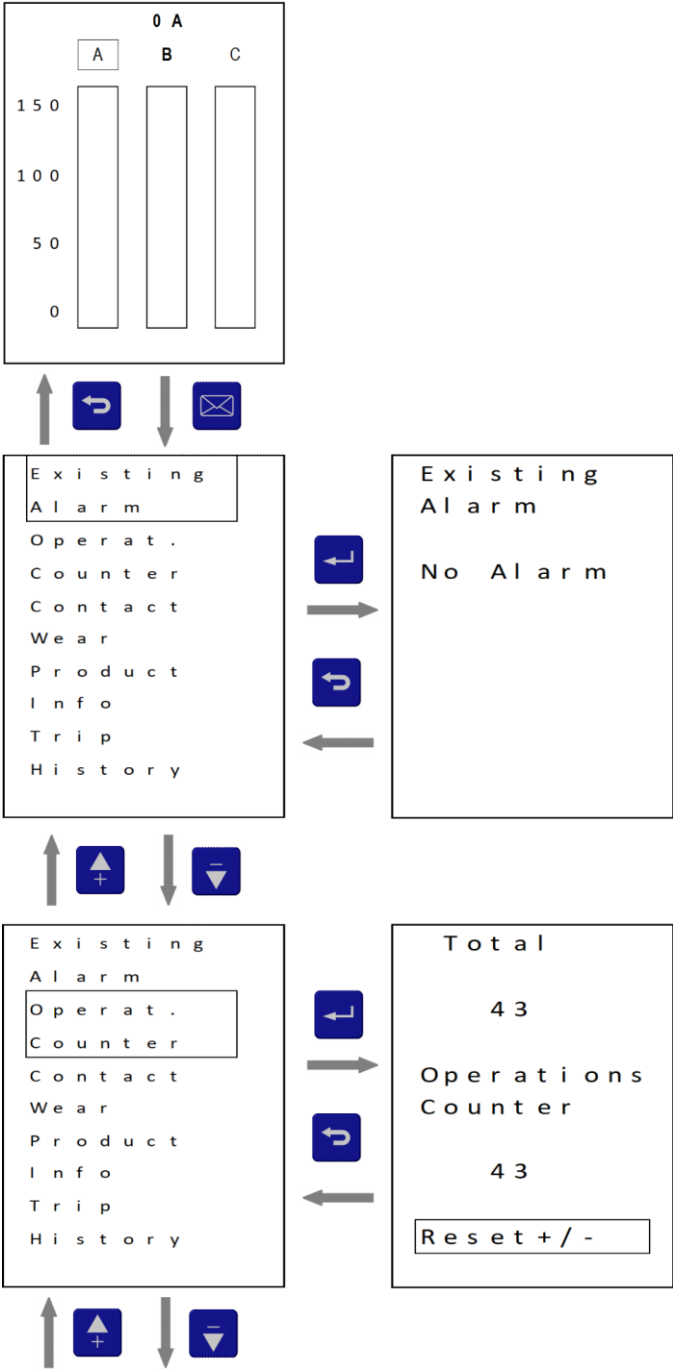 0 A
A B C
150
100
50
0
Existing
Alarm
Operat.
Counter
Contact
Wear
Product
Info
Trip
History
Existing
Alarm
No Alarm
+
−
Existing
Alarm
Operat.
Counter
Contact
Wear
Product
Info
Trip
History
Total
43
Operations
Counter
43
Reset+/-
+
−